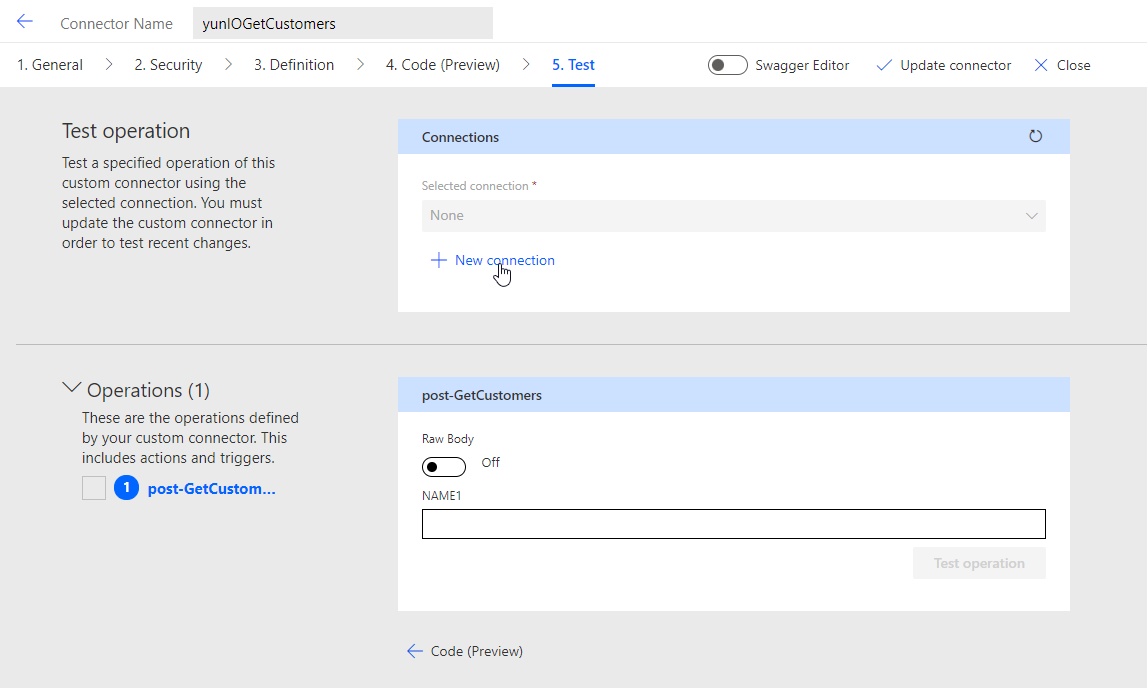 Connector Name yunIOGetCustomers
1. General 2. Security 3. Definition 4. Code (Preview) 5. Test Swagger Editor Update connector Close
Test operation
Test a specified operation of this
custom connector using the
selected connection. You must
update the custom connector in
order to test recent changes.
Connections
Selected connection *
None
New connection
Operations (1)
These are the operations defined
by your custom connector. This
includes actions and triggers.
1 post-GetCustom...
post-GetCustomers
Raw Body
Off
NAME1
Test operation
Code (Preview)